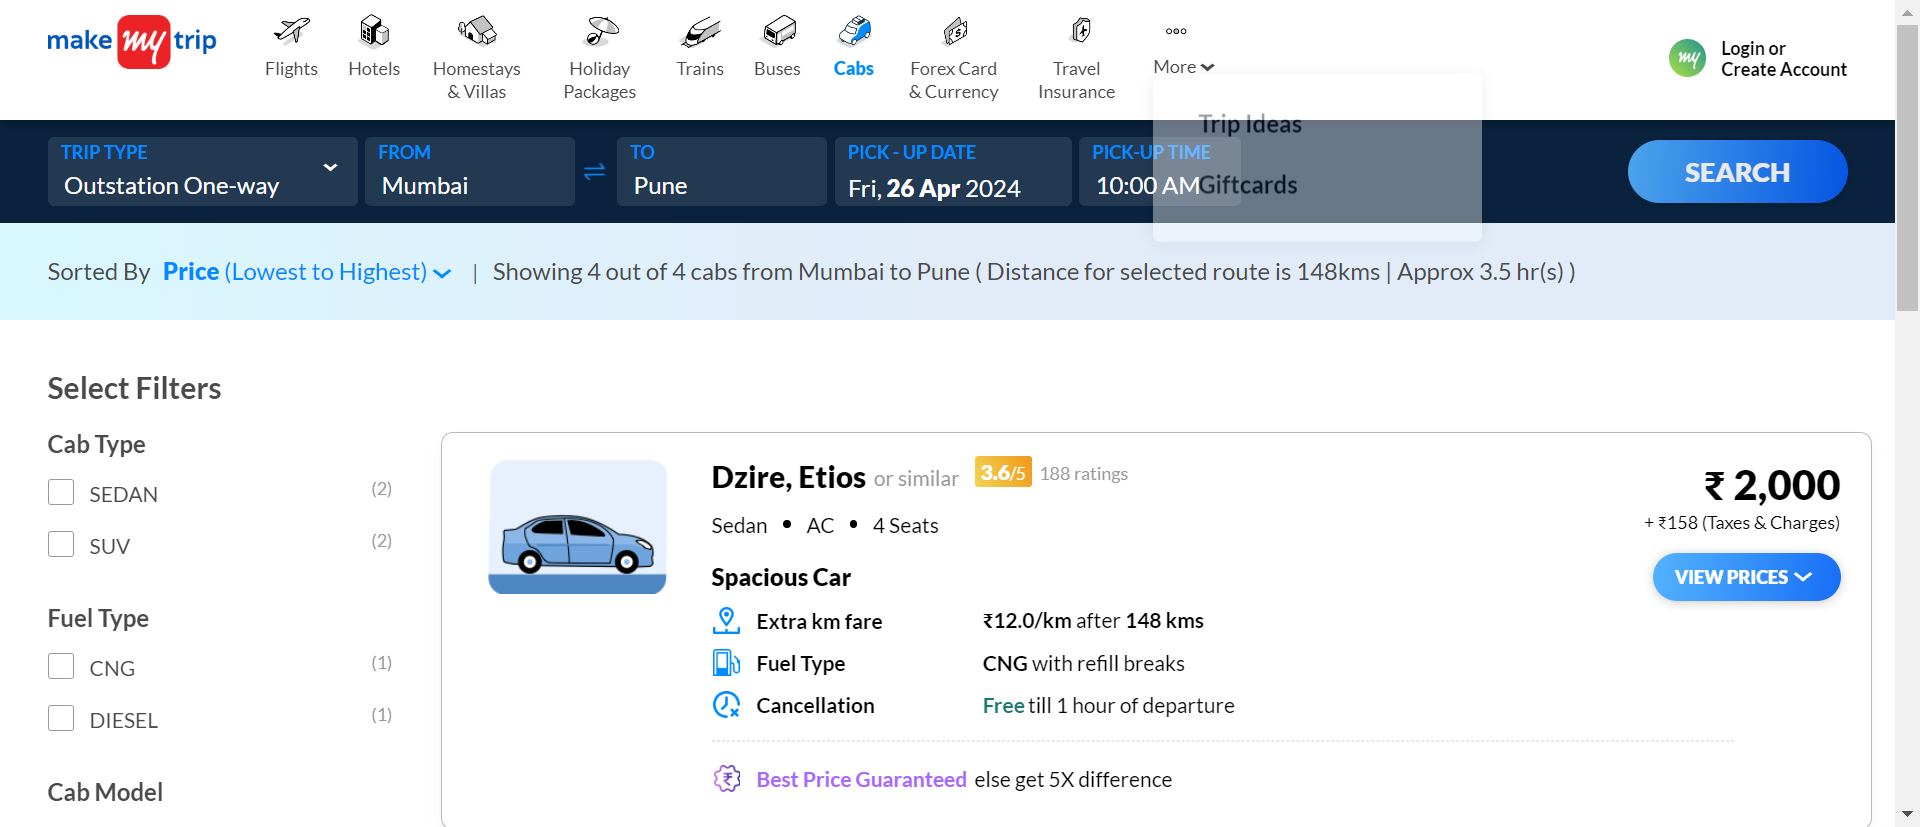 make my trip
Flights
Hotels
Homestays
& Villas
Holiday
Packages
Trains
Buses
Cabs
Forex Card
& Currency
Travel
Insurance
More
Trip Ideas
Giftcards
my
Login or
Create Account
TRIP TYPE
Outstation One-way
FROM
Mumbai
TO
Pune
PICK - UP DATE
Fri, 26 Apr 2024
PICK-UP TIME
10:00 AM
SEARCH
Sorted By Price (Lowest to Highest) | Showing 4 out of 4 cabs from Mumbai to Pune ( Distance for selected route is 148kms | Approx 3.5 hr(s) )
Select Filters
Cab Type
SEDAN (2)
SUV (2)
Fuel Type
CNG (1)
DIESEL (1)
Cab Model
Dzire, Etios or similar 3.6/5 188 ratings
Sedan • AC • 4 Seats
Spacious Car
Extra km fare ₹12.0/km after 148 kms
Fuel Type CNG with refill breaks
Cancellation Free till 1 hour of departure
₹ Best Price Guaranteed else get 5X difference
₹ 2,000
+ ₹158 (Taxes & Charges)
VIEW PRICES